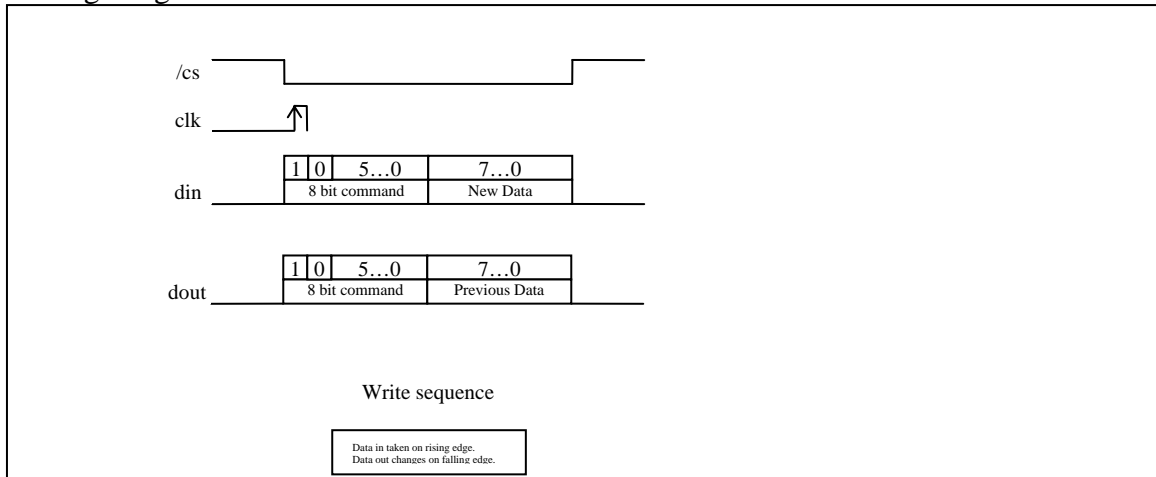 /cs
clk
1 0 5…0 7…0
din 8 bit command New Data
1 0 5…0 7…0
dout 8 bit command Previous Data
Write sequence
Data in taken on rising edge.
Data out changes on falling edge.